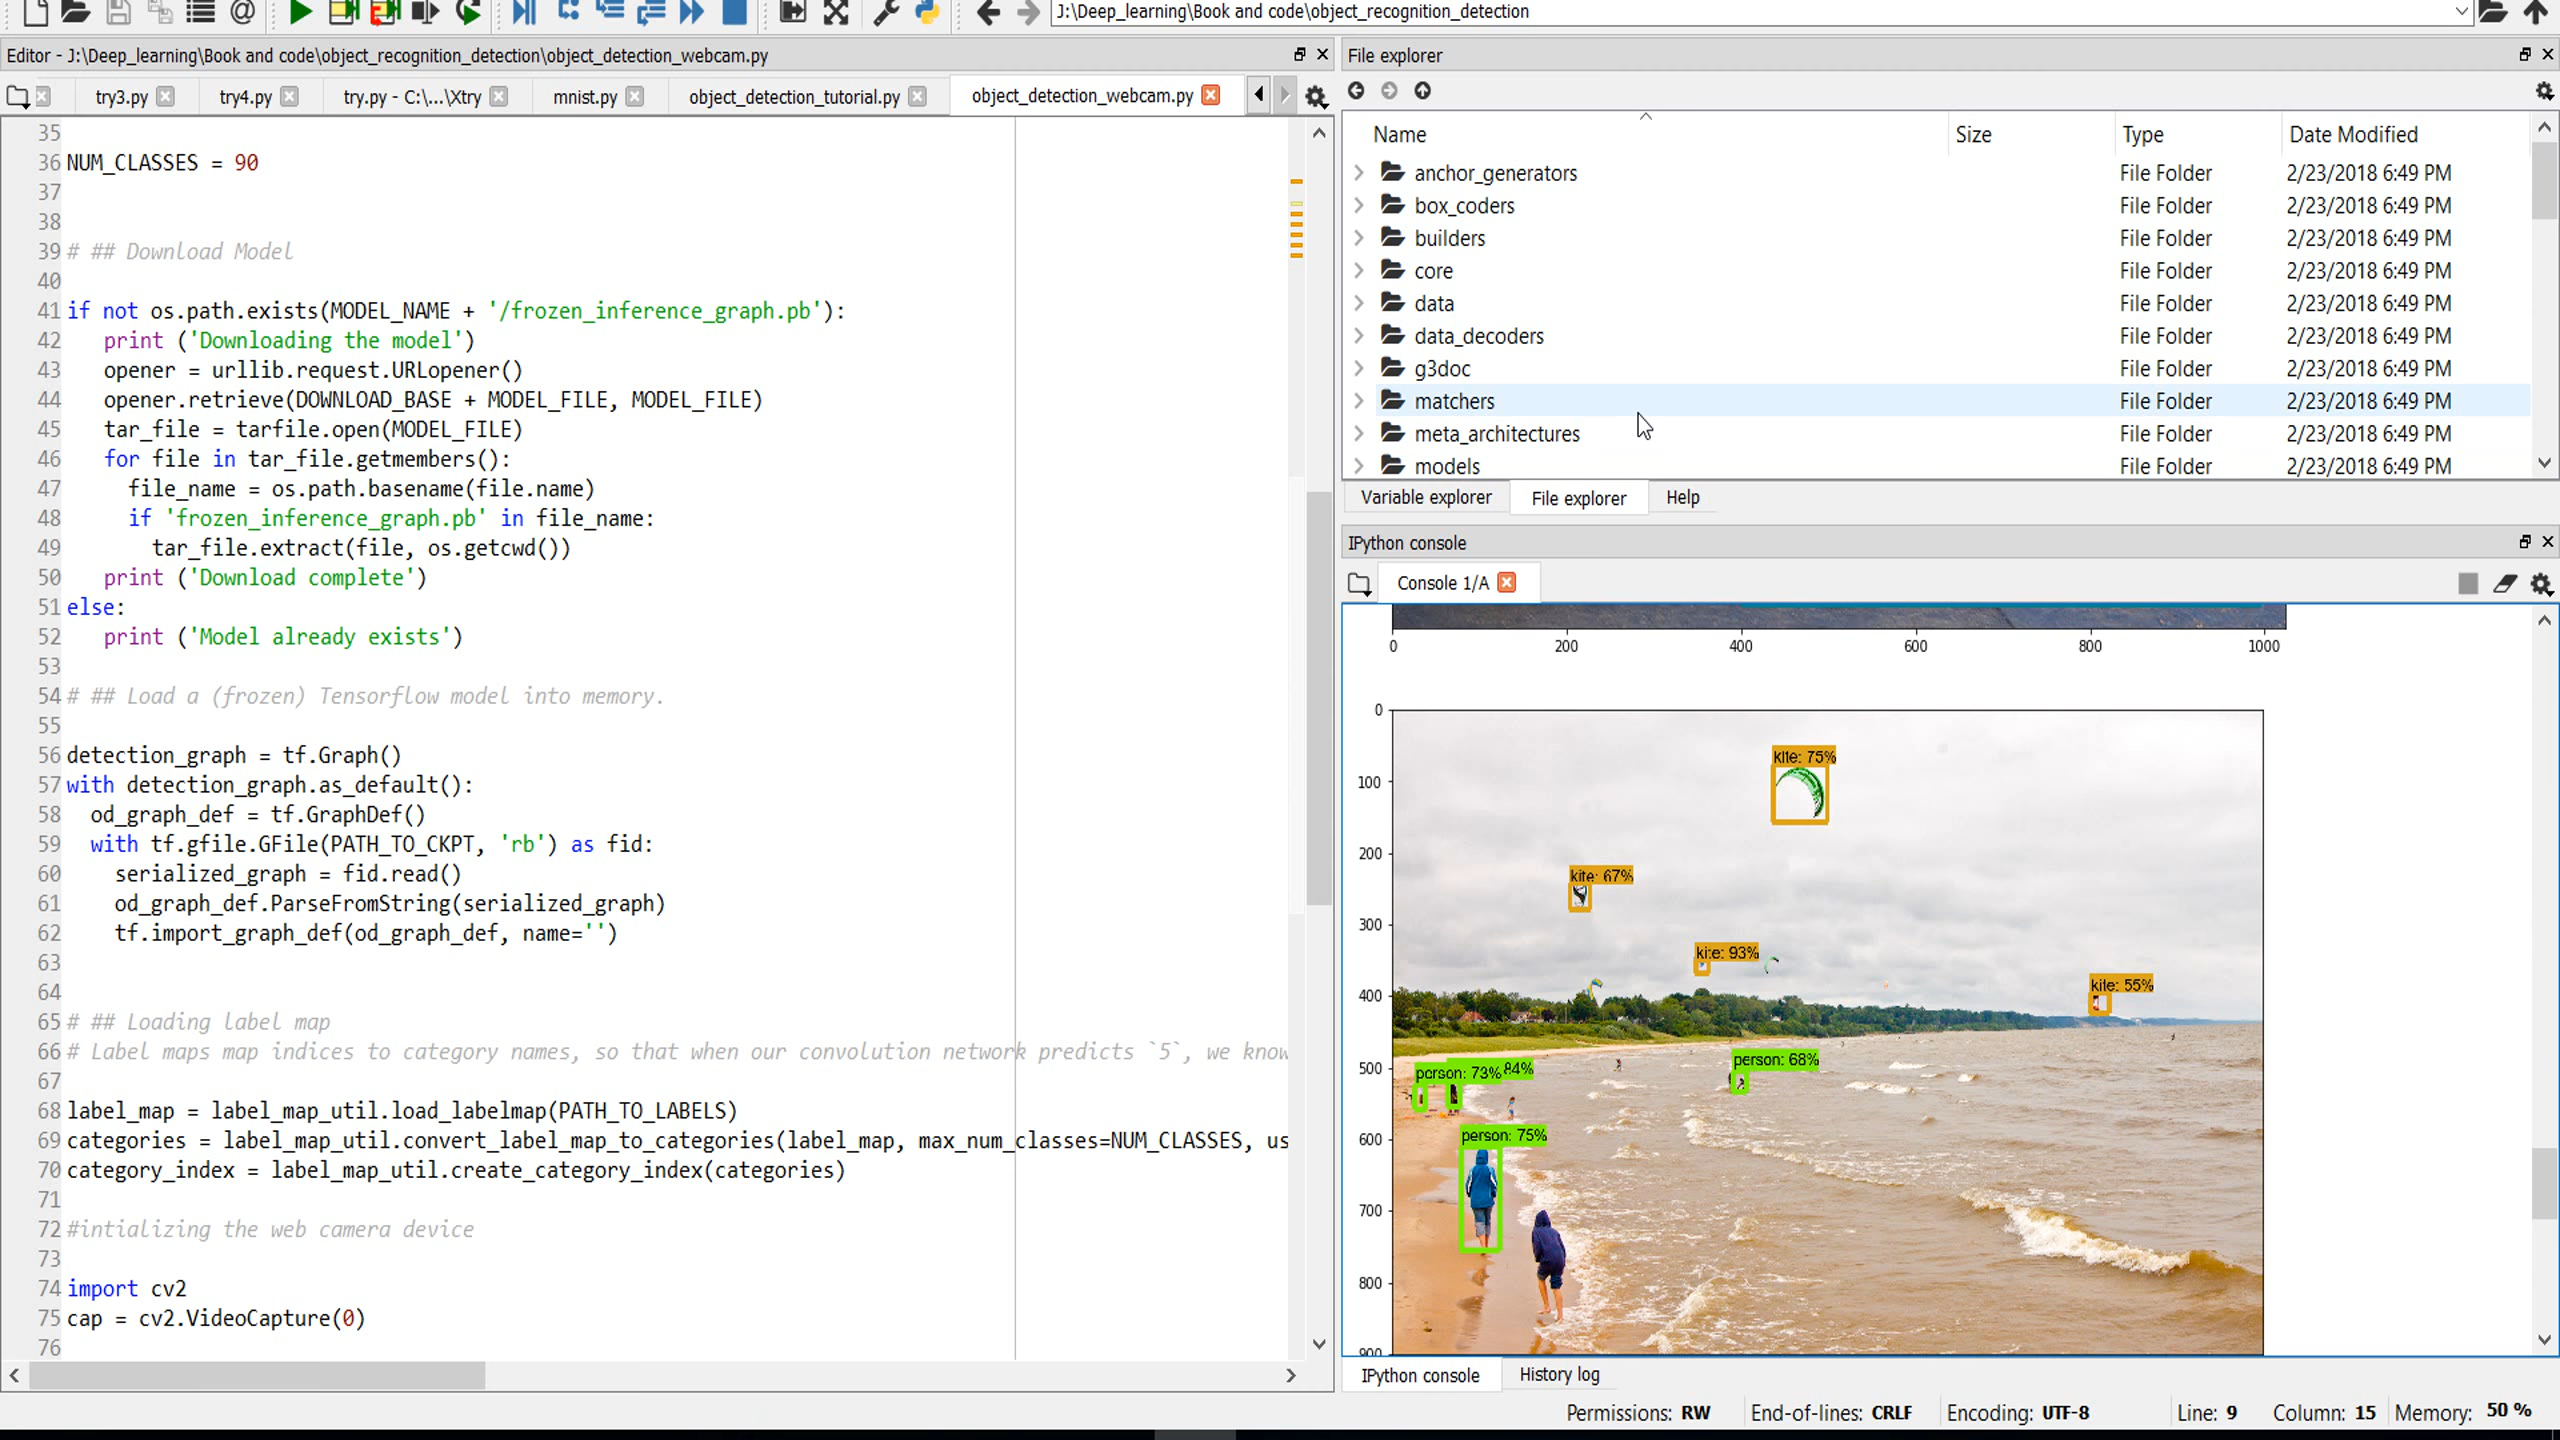 J:\Deep_learning\Book and code\object_recognition_detection
Editor - J:\Deep_learning\Book and code\object_recognition_detection\object_detection_webcam.py
try3.py
try4.py
try.py - C:\...\Xtry
mnist.py
object_detection_tutorial.py
object_detection_webcam.py
35
36 NUM_CLASSES = 90
37
38
39 # ## Download Model
40
41 if not os.path.exists(MODEL_NAME + '/frozen_inference_graph.pb'):
42 print ('Downloading the model')
43 opener = urllib.request.URLopener()
44 opener.retrieve(DOWNLOAD_BASE + MODEL_FILE, MODEL_FILE)
45 tar_file = tarfile.open(MODEL_FILE)
46 for file in tar_file.getmembers():
47 file_name = os.path.basename(file.name)
48 if 'frozen_inference_graph.pb' in file_name:
49 tar_file.extract(file, os.getcwd())
50 print ('Download complete')
51 else:
52 print ('Model already exists')
53
54 # ## Load a (frozen) Tensorflow model into memory.
55
56 detection_graph = tf.Graph()
57 with detection_graph.as_default():
58 od_graph_def = tf.GraphDef()
59 with tf.gfile.GFile(PATH_TO_CKPT, 'rb') as fid:
60 serialized_graph = fid.read()
61 od_graph_def.ParseFromString(serialized_graph)
62 tf.import_graph_def(od_graph_def, name='')
63
64
65 # ## Loading label map
66 # Label maps map indices to category names, so that when our convolution network predicts `5`, we know
67
68 label_map = label_map_util.load_labelmap(PATH_TO_LABELS)
69 categories = label_map_util.convert_label_map_to_categories(label_map, max_num_classes=NUM_CLASSES, us
70 category_index = label_map_util.create_category_index(categories)
71
72 #intializing the web camera device
73
74 import cv2
75 cap = cv2.VideoCapture(0)
76
File explorer
Name Size Type Date Modified
anchor_generators File Folder 2/23/2018 6:49 PM
box_coders File Folder 2/23/2018 6:49 PM
builders File Folder 2/23/2018 6:49 PM
core File Folder 2/23/2018 6:49 PM
data File Folder 2/23/2018 6:49 PM
data_decoders File Folder 2/23/2018 6:49 PM
g3doc File Folder 2/23/2018 6:49 PM
matchers File Folder 2/23/2018 6:49 PM
meta_architectures File Folder 2/23/2018 6:49 PM
models File Folder 2/23/2018 6:49 PM
Variable explorer File explorer Help
IPython console
Console 1/A
0 200 400 600 800 1000
0
100
200
300
400
500
600
700
800
900
kite: 75%
kite: 67%
kite: 93%
kite: 55%
person: 68%
person: 73%
84%
person: 75%
IPython console History log
Permissions: RW End-of-lines: CRLF Encoding: UTF-8 Line: 9 Column: 15 Memory: 50 %